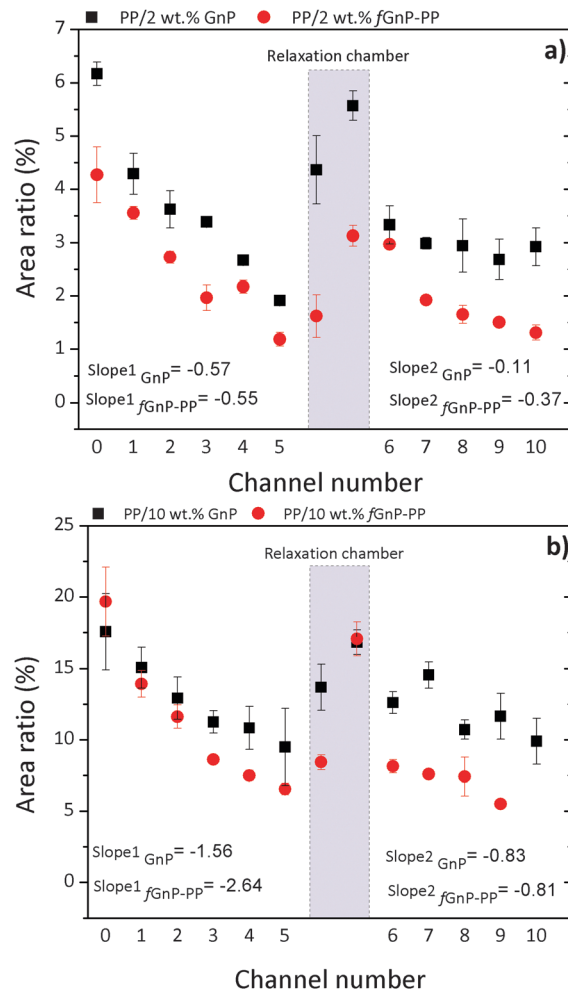 PP/2 wt.% GnP PP/2 wt.% fGnP-PP
a)
Relaxation chamber
7
6
5
4
3
2
1
0
Area ratio (%)
Slope1 GnP= -0.57
Slope1 fGnP-PP= -0.55
Slope2 GnP= -0.11
Slope2 fGnP-PP= -0.37
0 1 2 3 4 5 6 7 8 9 10
Channel number
PP/10 wt.% GnP PP/10 wt.% fGnP-PP
b)
Relaxation chamber
25
20
15
10
5
0
Area ratio (%)
Slope1 GnP= -1.56
Slope1 fGnP-PP= -2.64
Slope2 GnP= -0.83
Slope2 fGnP-PP= -0.81
0 1 2 3 4 5 6 7 8 9 10
Channel number